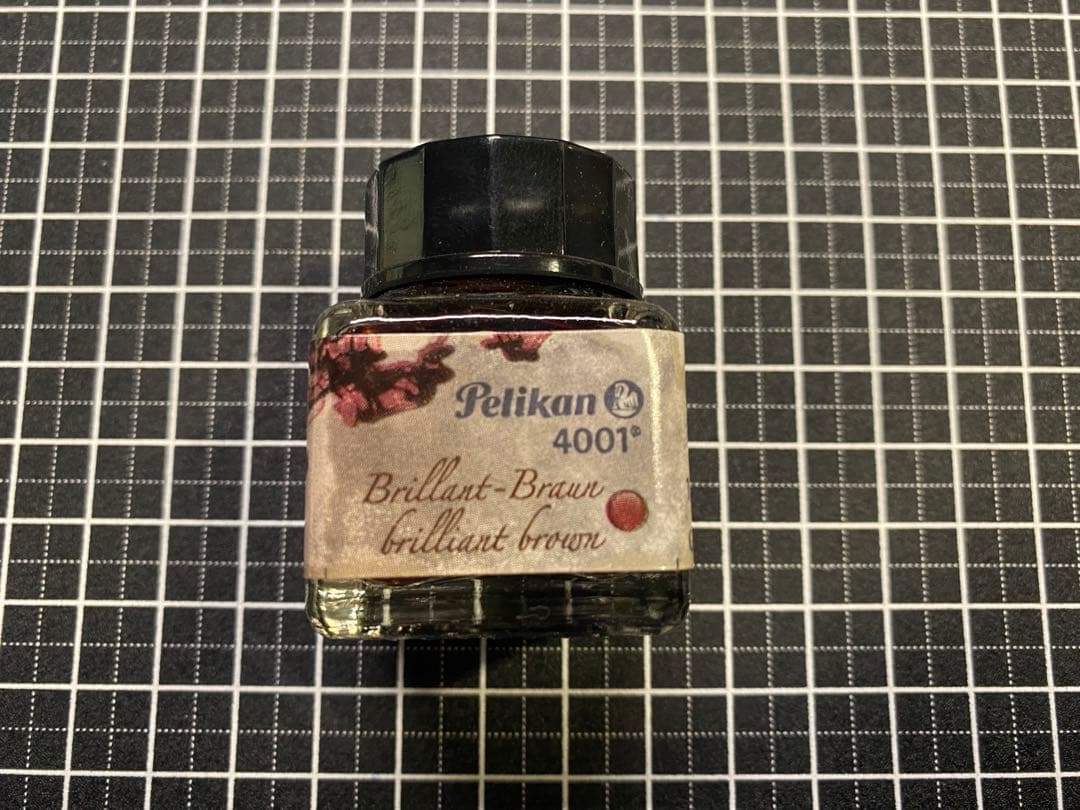 Pelikan
4001®
Brillant-Braun
brilliant brown